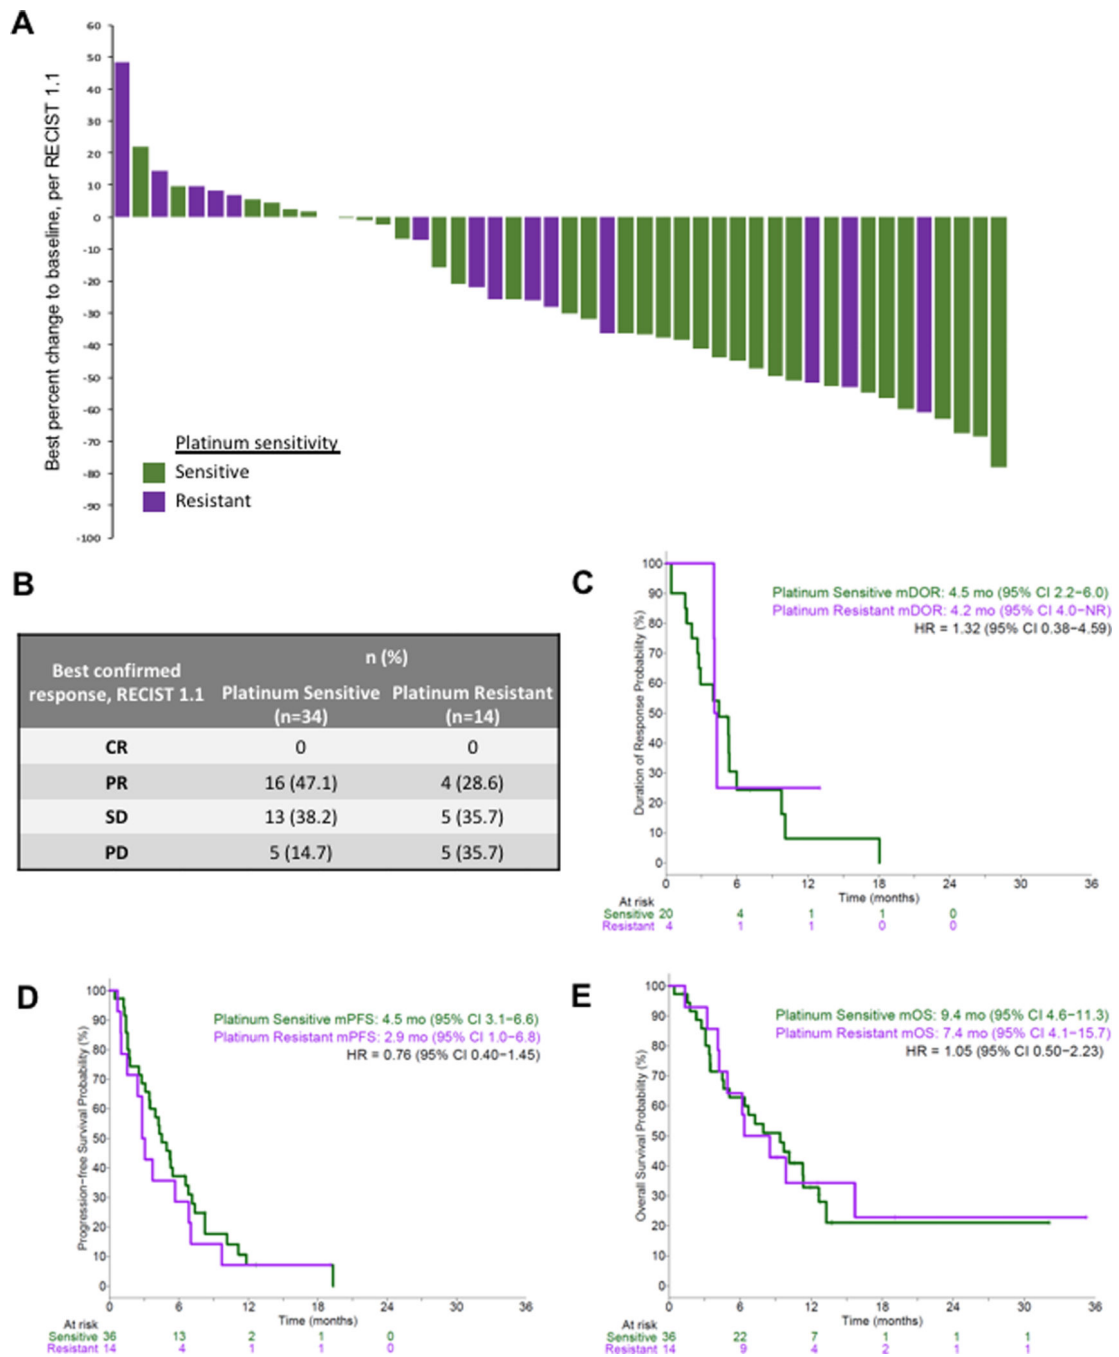 A
Best percent change to baseline, per RECIST 1.1
60
50
40
30
20
10
0
-10
-20
-30
-40
-50
-60
-70
-80
-90
-100
Platinum sensitivity
Sensitive
Resistant
B
Best confirmed response, RECIST 1.1
n (%)
Platinum Sensitive (n=34)
Platinum Resistant (n=14)
CR 0 0
PR 16 (47.1) 4 (28.6)
SD 13 (38.2) 5 (35.7)
PD 5 (14.7) 5 (35.7)
C
Duration of Response Probability (%)
100
90
80
70
60
50
40
30
20
10
0
Platinum Sensitive mDOR: 4.5 mo (95% CI 2.2–6.0)
Platinum Resistant mDOR: 4.2 mo (95% CI 4.0–NR)
HR = 1.32 (95% CI 0.38–4.59)
0 6 12 18 24 30 36
Time (months)
At risk
Sensitive 20 4 1 1 0
Resistant 4 1 1 0 0
D
Progression–free Survival Probability (%)
100
90
80
70
60
50
40
30
20
10
0
Platinum Sensitive mPFS: 4.5 mo (95% CI 3.1–6.6)
Platinum Resistant mPFS: 2.9 mo (95% CI 1.0–6.8)
HR = 0.76 (95% CI 0.40–1.45)
0 6 12 18 24 30 36
Time (months)
At risk
Sensitive 36 13 2 1 0
Resistant 14 4 1 1 0
E
Overall Survival Probability (%)
100
90
80
70
60
50
40
30
20
10
0
Platinum Sensitive mOS: 9.4 mo (95% CI 4.6–11.3)
Platinum Resistant mOS: 7.4 mo (95% CI 4.1–15.7)
HR = 1.05 (95% CI 0.50–2.23)
0 6 12 18 24 30 36
Time (months)
At risk
Sensitive 36 22 7 1 1 1
Resistant 14 9 4 2 1 1